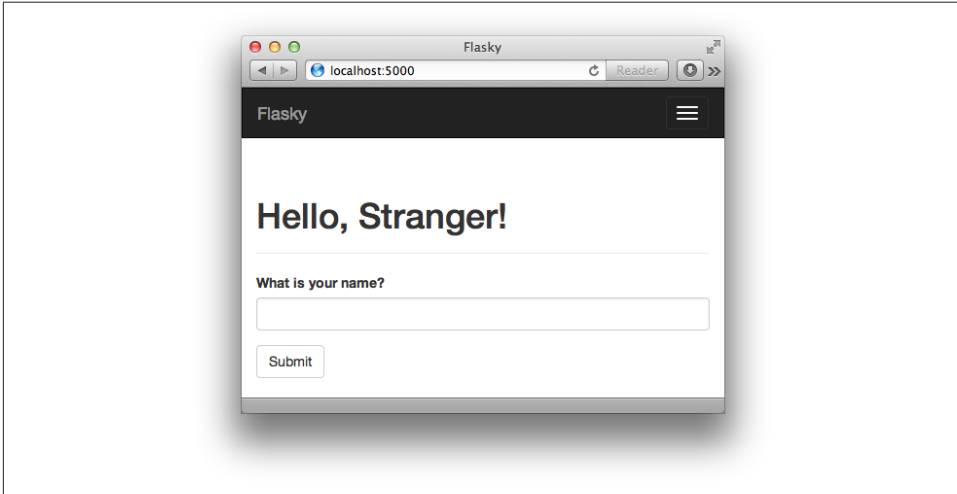 Flasky
localhost:5000
Reader
Flasky
Hello, Stranger!
What is your name?
Submit